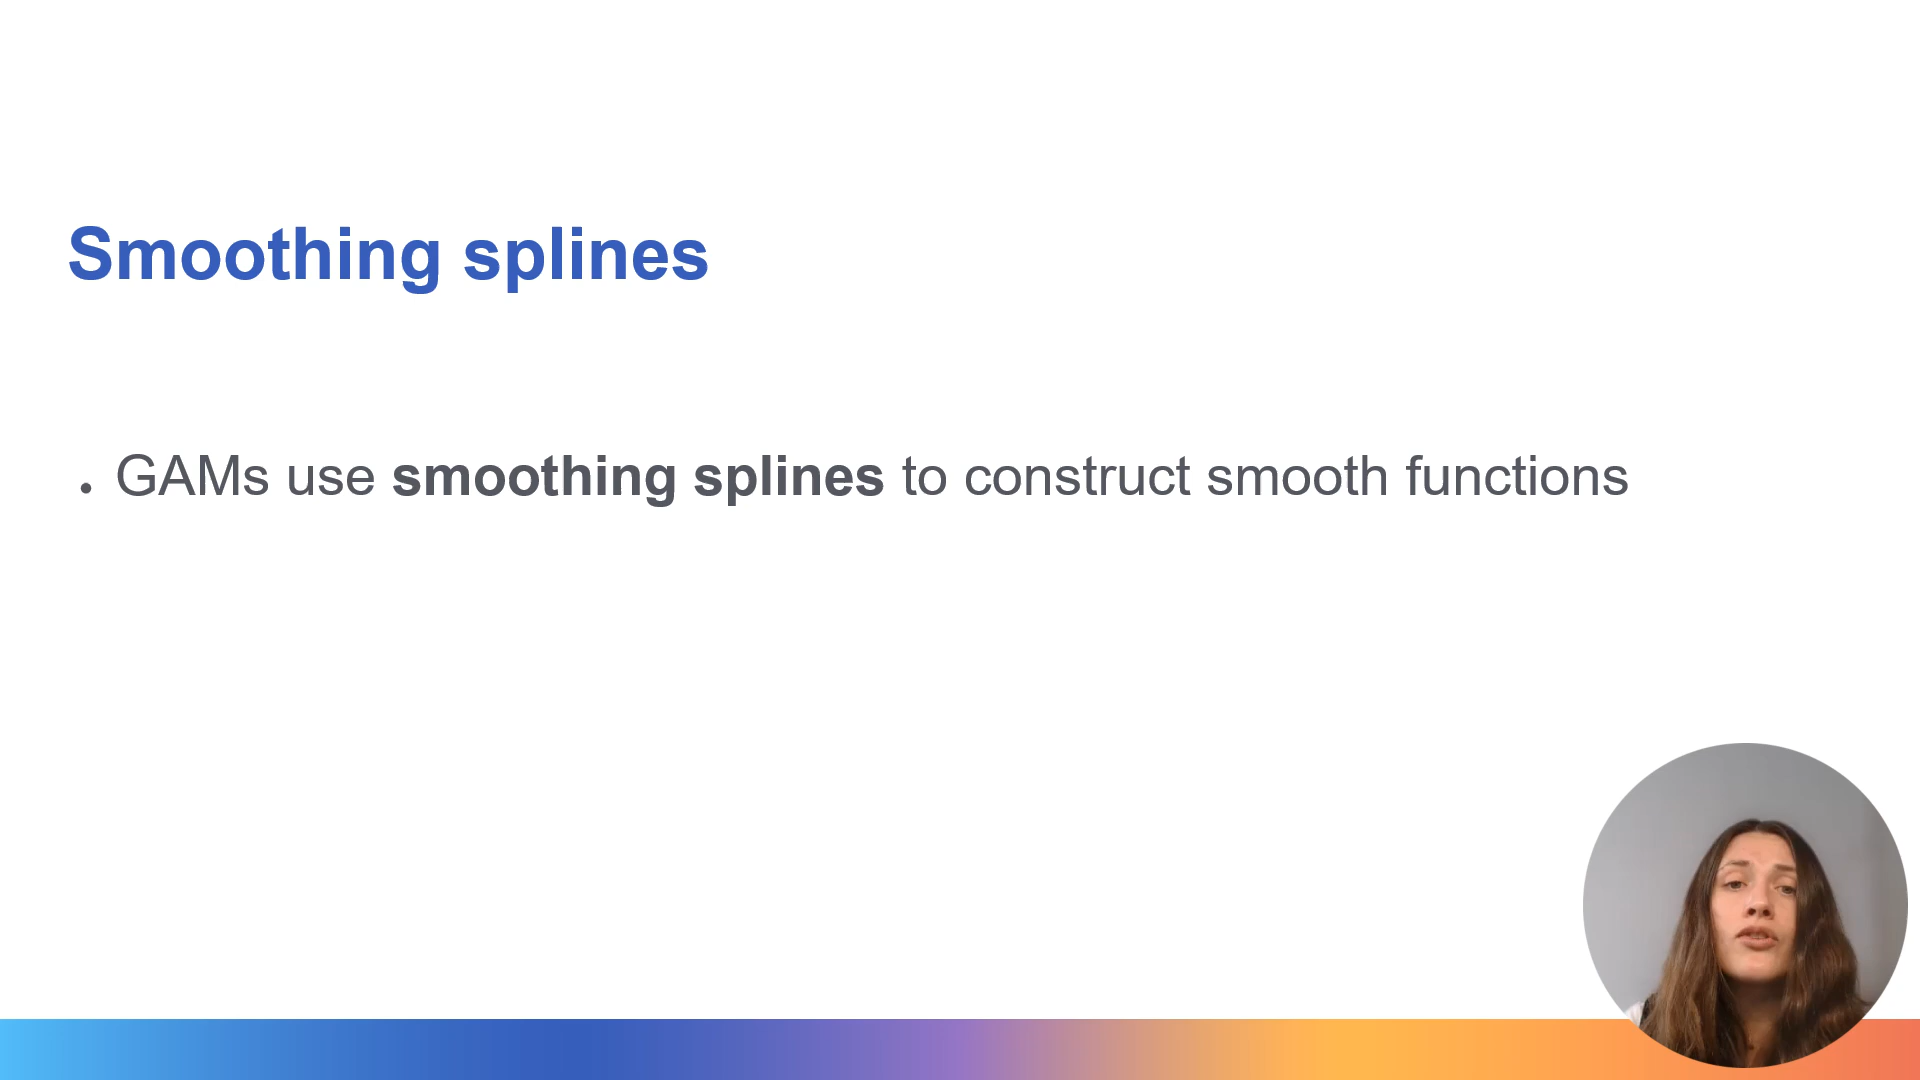 Smoothing splines
• GAMs use smoothing splines to construct smooth functions